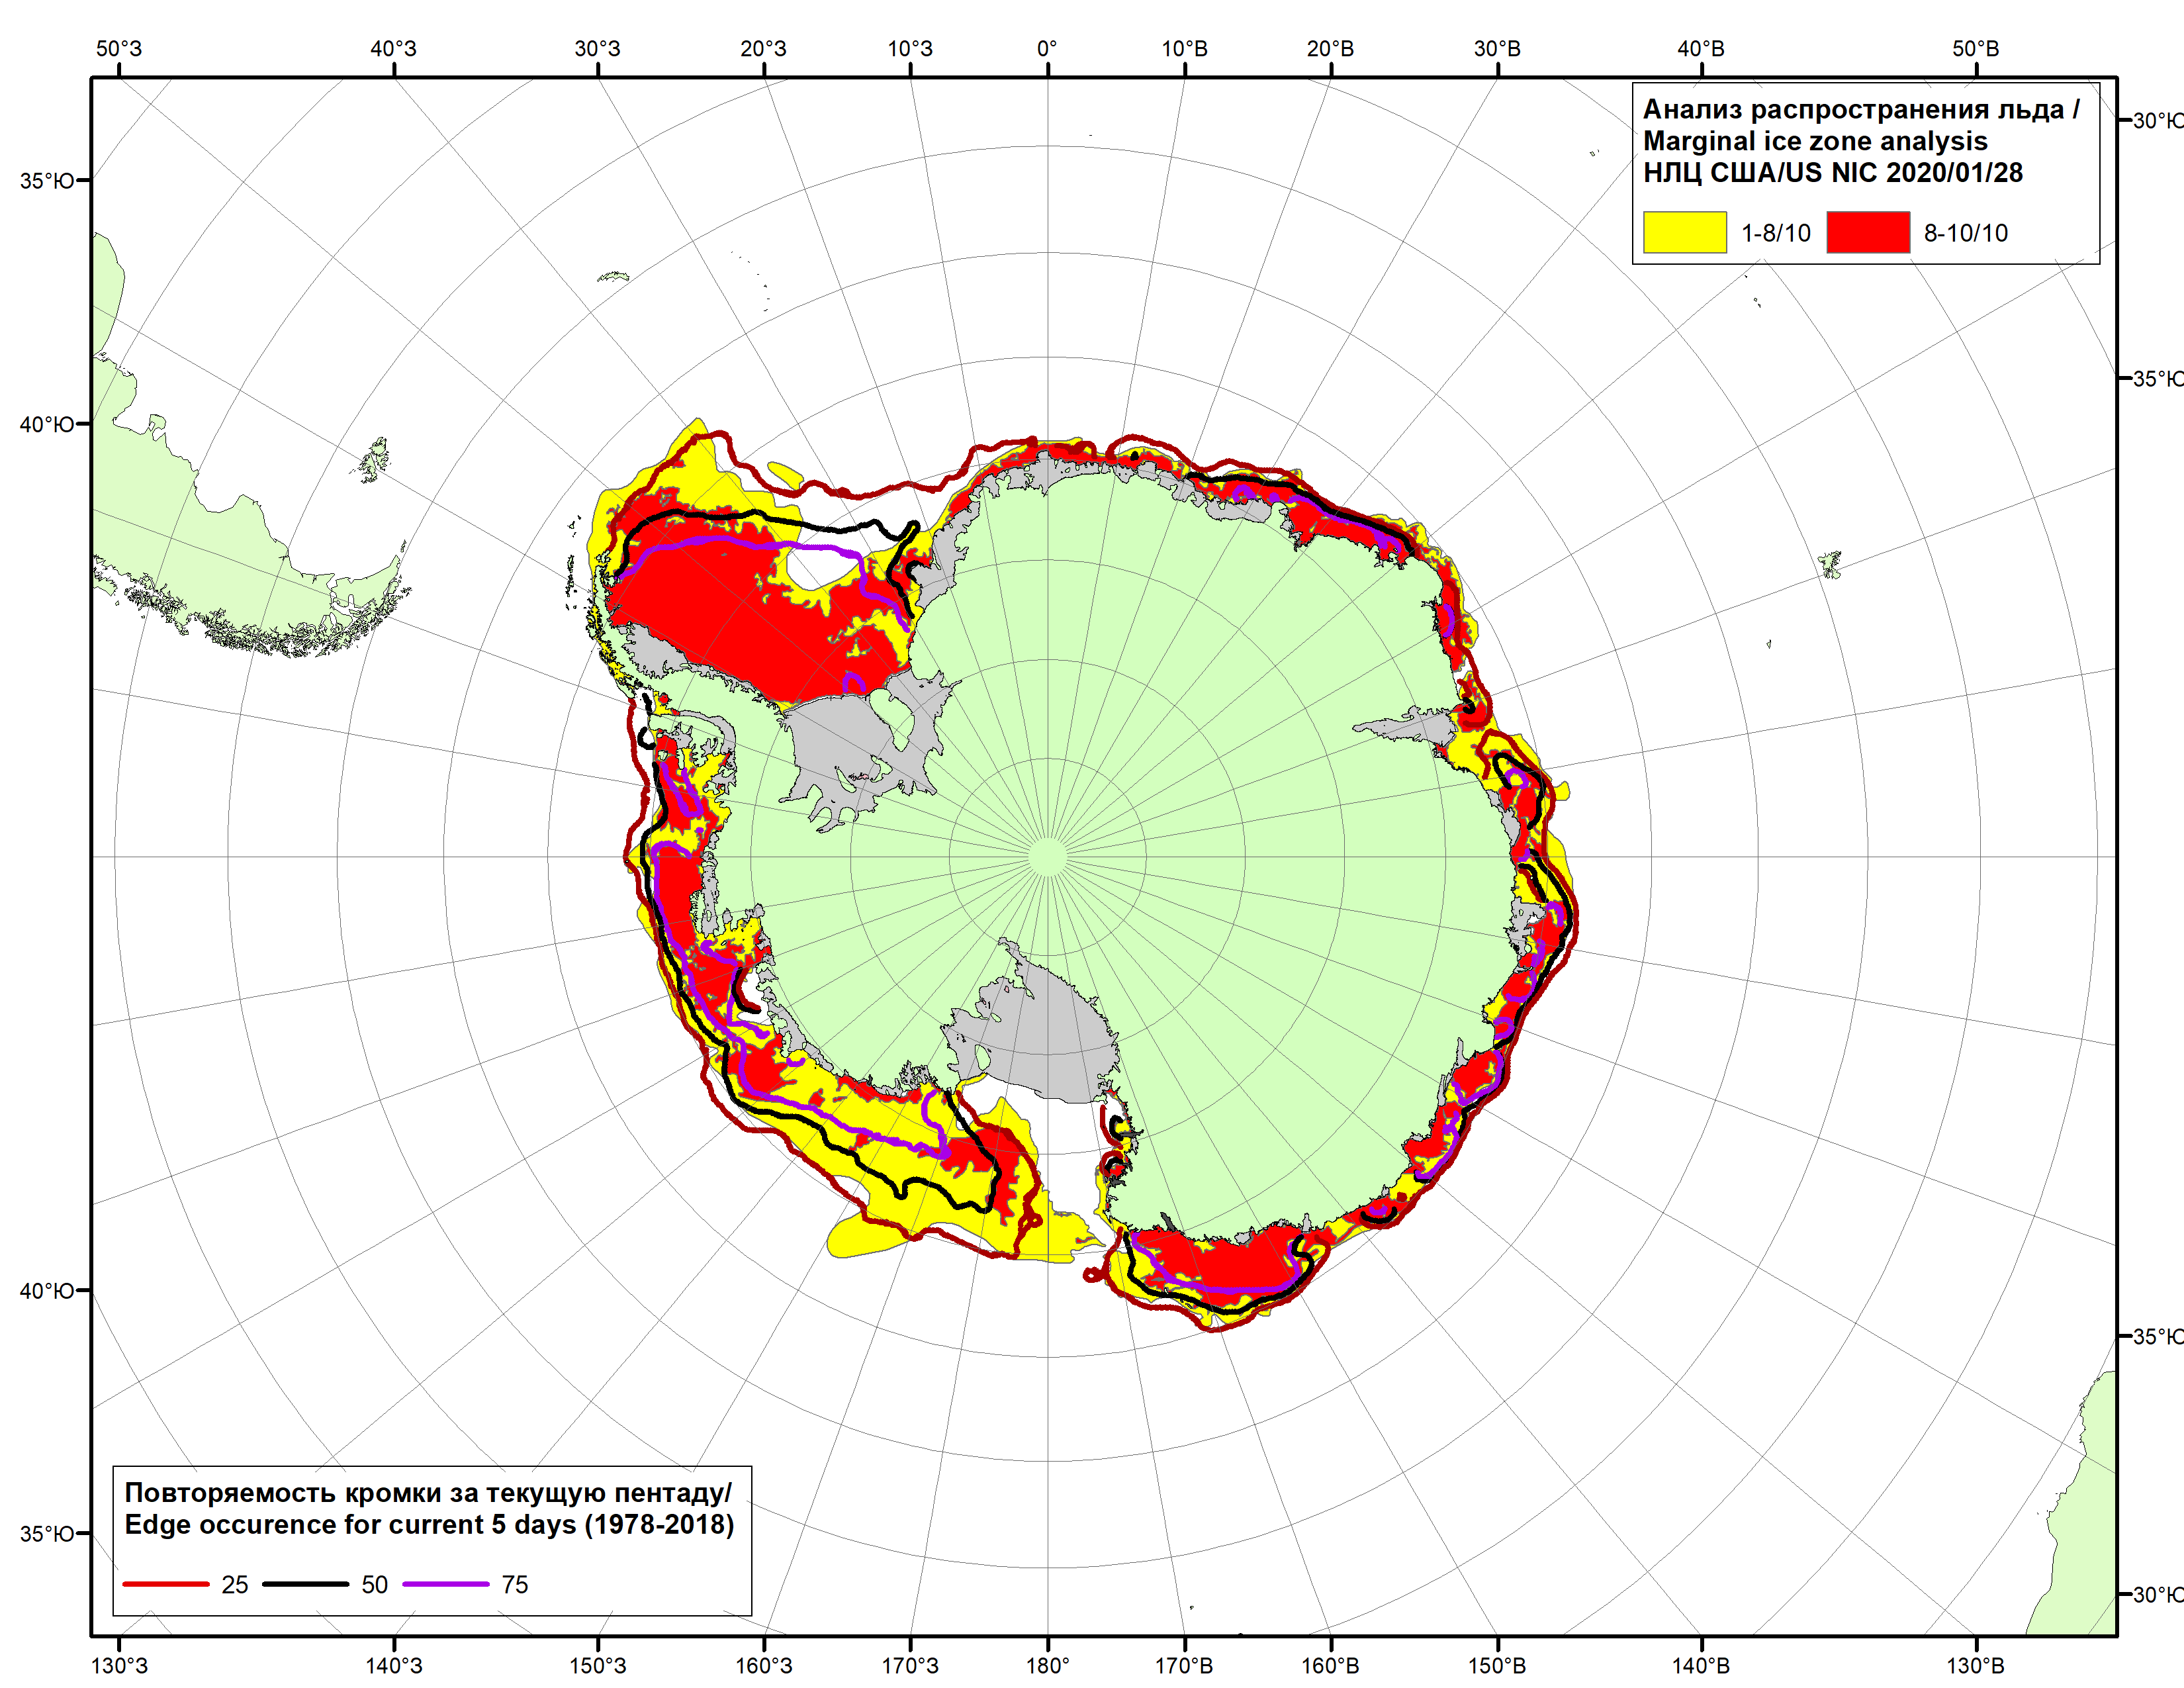 50°З 40°З 30°З 20°З 10°З 0° 10°В 20°В 30°В 40°В 50°В
Анализ распространения льда /
Marginal ice zone analysis
НЛЦ США/US NIC 2020/01/28
1-8/10 8-10/10
30°Ю
35°Ю
35°Ю
40°Ю
40°Ю
35°Ю
Повторяемость кромки за текущую пентаду/
Edge occurence for current 5 days (1978-2018)
25 50 75
35°Ю
30°Ю
130°З 140°З 150°З 160°З 170°З 180° 170°В 160°В 150°В 140°В 130°В